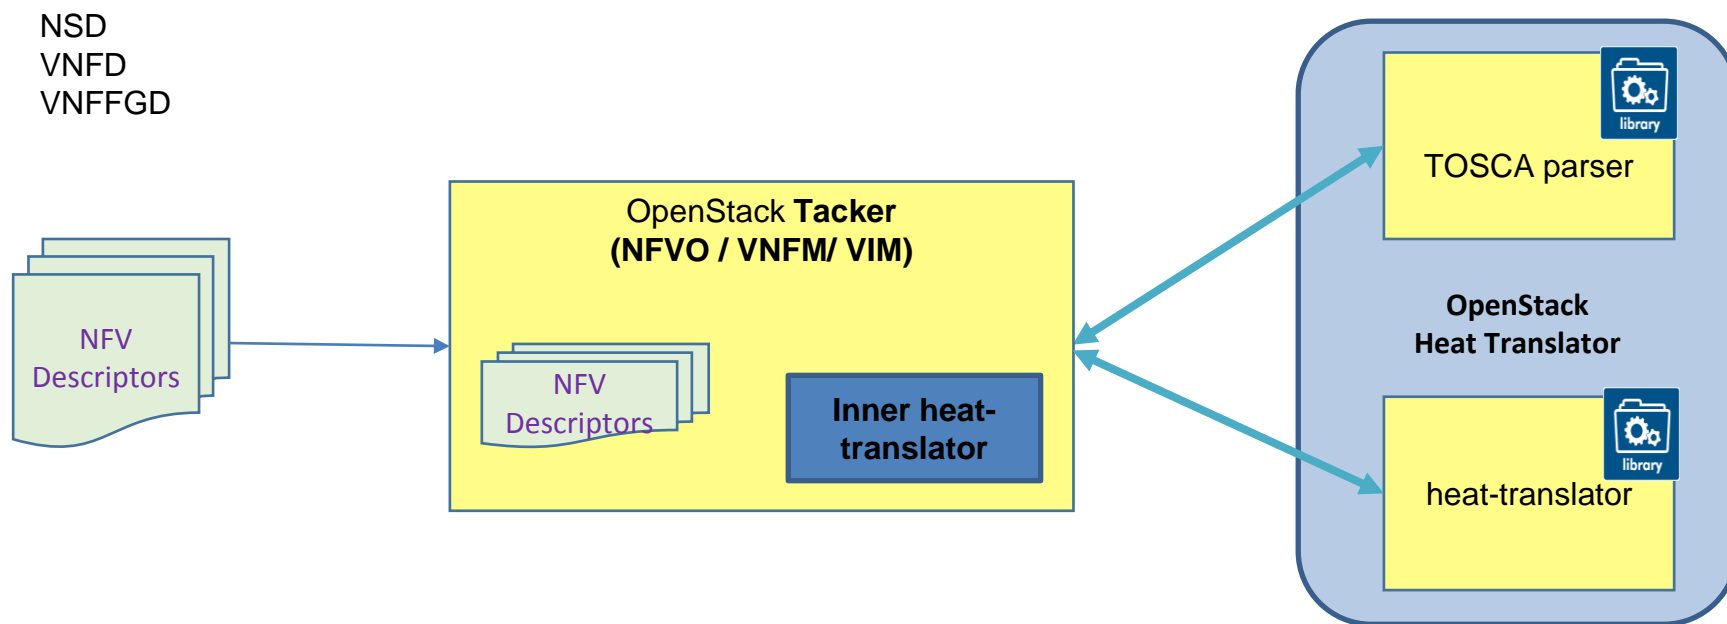 NSD
VNFD
VNFFGD
NFV
Descriptors
OpenStack Tacker
(NFVO / VNFM/ VIM)
NFV
Descriptors
Inner heat-
translator
library
TOSCA parser
OpenStack
Heat Translator
library
heat-translator